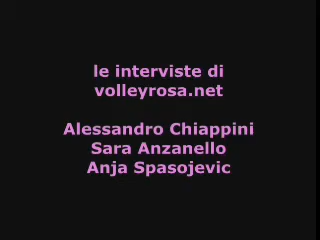 le interviste di
volleyrosa.net
Alessandro Chiappini
Sara Anzanello
Anja Spasojevic